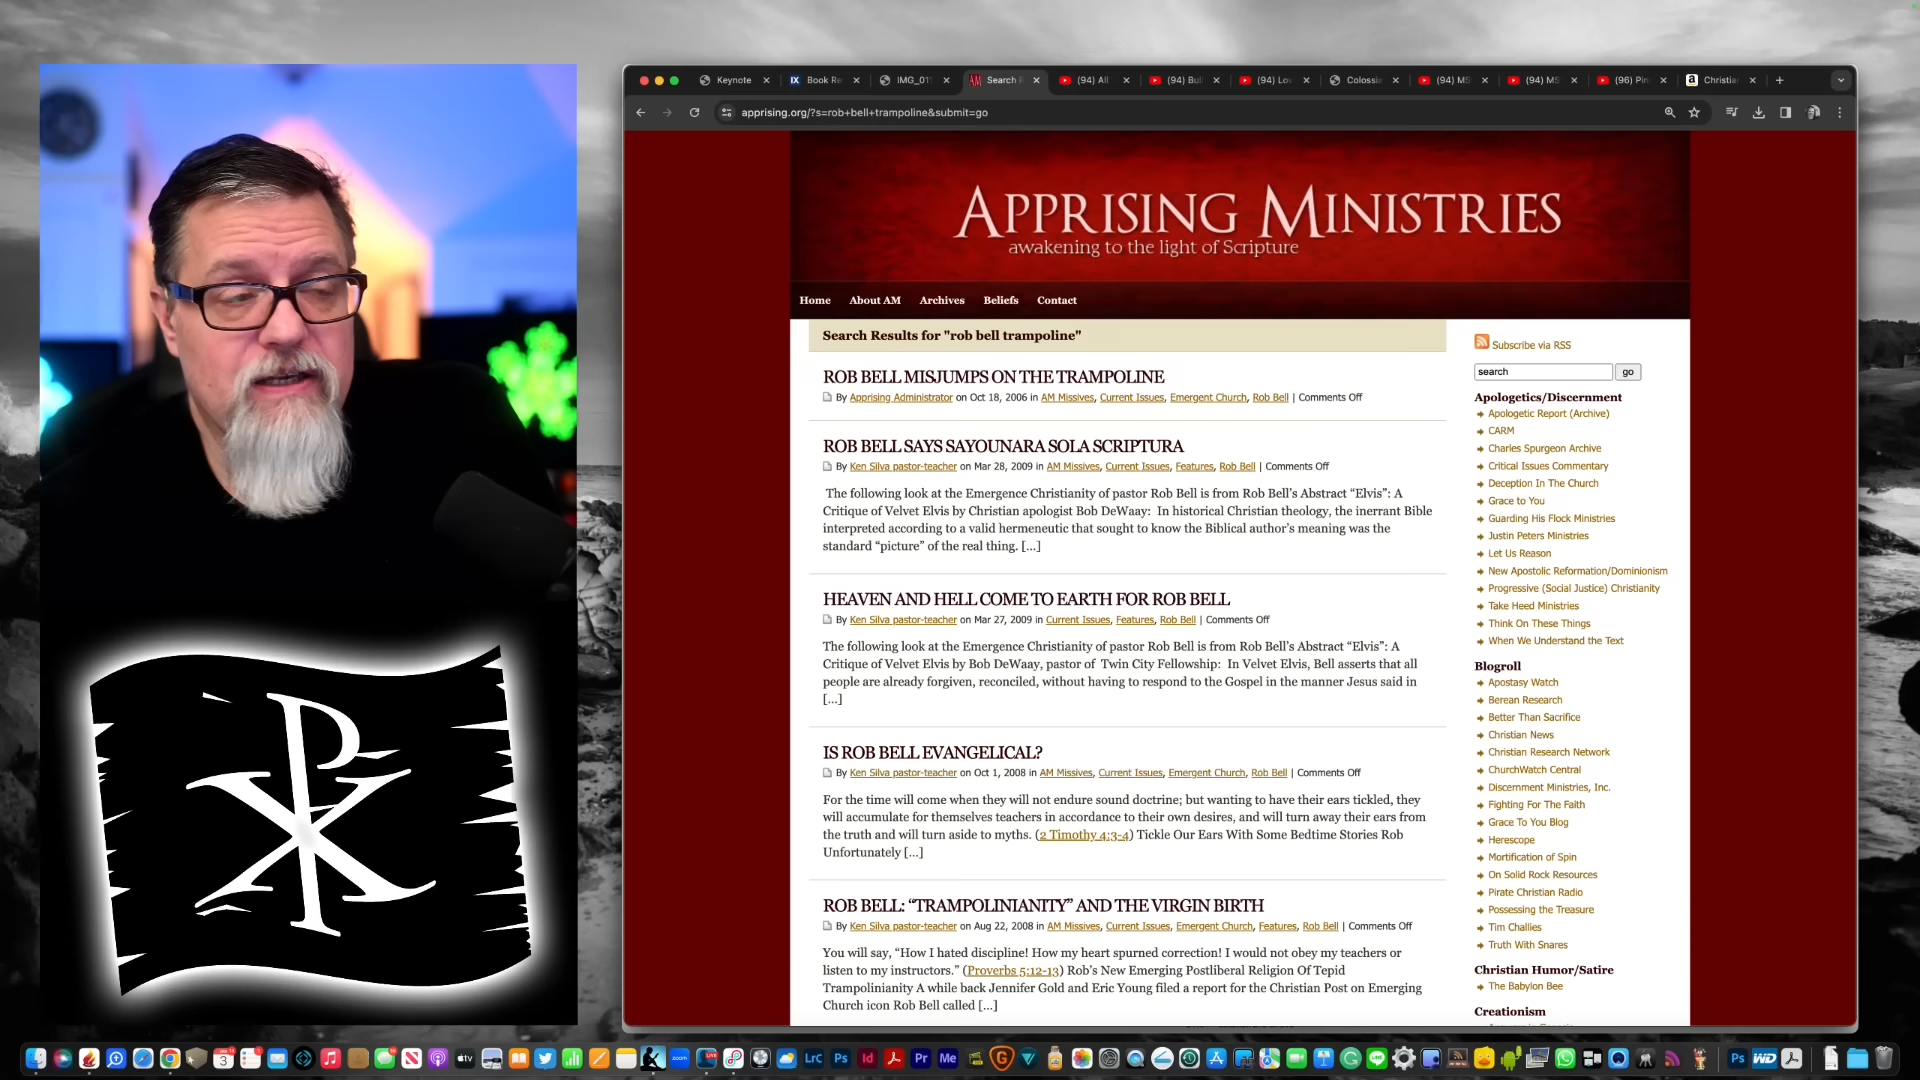 Keynote
Book Re
IMG_01
Search
(94) All
(94) Bul
(94) Lo
Colossia
(94) MS
(94) MS
(96) Pin
Christia
apprising.org/?s=rob+bell+trampoline&submit=go
APPRISING MINISTRIES
awakening to the light of Scripture
Home About AM Archives Beliefs Contact
Search Results for "rob bell trampoline"
ROB BELL MISJUMPS ON THE TRAMPOLINE
By Apprising Administrator on Oct 18, 2006 in AM Missives, Current Issues, Emergent Church, Rob Bell | Comments Off
ROB BELL SAYS SAYOUNARA SOLA SCRIPTURA
By Ken Silva pastor-teacher on Mar 28, 2009 in AM Missives, Current Issues, Features, Rob Bell | Comments Off
The following look at the Emergence Christianity of pastor Rob Bell is from Rob Bell’s Abstract “Elvis”: A
Critique of Velvet Elvis by Christian apologist Bob DeWaay: In historical Christian theology, the inerrant Bible
interpreted according to a valid hermeneutic that sought to know the Biblical author’s meaning was the
standard “picture” of the real thing. [...]
HEAVEN AND HELL COME TO EARTH FOR ROB BELL
By Ken Silva pastor-teacher on Mar 27, 2009 in Current Issues, Features, Rob Bell | Comments Off
The following look at the Emergence Christianity of pastor Rob Bell is from Rob Bell’s Abstract “Elvis”: A
Critique of Velvet Elvis by Bob DeWaay, pastor of Twin City Fellowship: In Velvet Elvis, Bell asserts that all
people are already forgiven, reconciled, without having to respond to the Gospel in the manner Jesus said in
[...]
IS ROB BELL EVANGELICAL?
By Ken Silva pastor-teacher on Oct 1, 2008 in AM Missives, Current Issues, Emergent Church, Rob Bell | Comments Off
For the time will come when they will not endure sound doctrine; but wanting to have their ears tickled, they
will accumulate for themselves teachers in accordance to their own desires, and will turn away their ears from
the truth and will turn aside to myths. (2 Timothy 4:3-4) Tickle Our Ears With Some Bedtime Stories Rob
Unfortunately [...]
ROB BELL: “TRAMPOLINIANITY” AND THE VIRGIN BIRTH
By Ken Silva pastor-teacher on Aug 22, 2008 in AM Missives, Current Issues, Emergent Church, Features, Rob Bell | Comments Off
You will say, “How I hated discipline! How my heart spurned correction! I would not obey my teachers or
listen to my instructors.” (Proverbs 5:12-13) Rob’s New Emerging Postliberal Religion Of Tepid
Trampolinianity A while back Jennifer Gold and Eric Young filed a report for the Christian Post on Emerging
Church icon Rob Bell called [...]
Subscribe via RSS
search go
Apologetics/Discernment
Apologetic Report (Archive)
CARM
Charles Spurgeon Archive
Critical Issues Commentary
Deception In The Church
Grace to You
Guarding His Flock Ministries
Justin Peters Ministries
Let Us Reason
New Apostolic Reformation/Dominionism
Progressive (Social Justice) Christianity
Take Heed Ministries
Think On These Things
When We Understand the Text
Blogroll
Apostasy Watch
Berean Research
Better Than Sacrifice
Christian News
Christian Research Network
ChurchWatch Central
Discernment Ministries, Inc.
Fighting For The Faith
Grace To You Blog
Herescope
Mortification of Spin
On Solid Rock Resources
Pirate Christian Radio
Possessing the Treasure
Tim Challies
Truth With Snares
Christian Humor/Satire
The Babylon Bee
Creationism